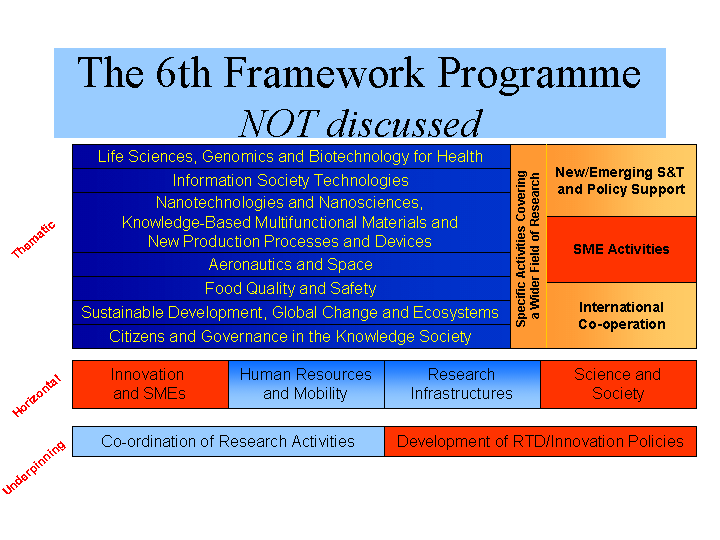 The 6th Framework Programme
NOT discussed
Life Sciences, Genomics and Biotechnology for Health
Information Society Technologies
Nanotechnologies and Nanosciences,
Knowledge-Based Multifunctional Materials and
New Production Processes and Devices
Aeronautics and Space
Food Quality and Safety
Sustainable Development, Global Change and Ecosystems
Citizens and Governance in the Knowledge Society
Specific Activities Covering
a Wider Field of Research
New/Emerging S&T
and Policy Support
SME Activities
International
Co-operation
Thematic
Horizontal
Innovation
and SMEs
Human Resources
and Mobility
Research
Infrastructures
Science and
Society
Underpinning
Co-ordination of Research Activities
Development of RTD/Innovation Policies